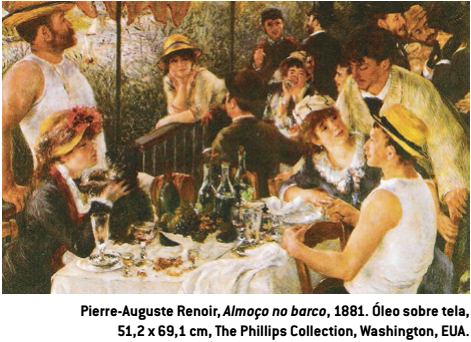 Pierre-Auguste Renoir, Almoço no barco, 1881. Óleo sobre tela,
51,2 x 69,1 cm, The Phillips Collection, Washington, EUA.